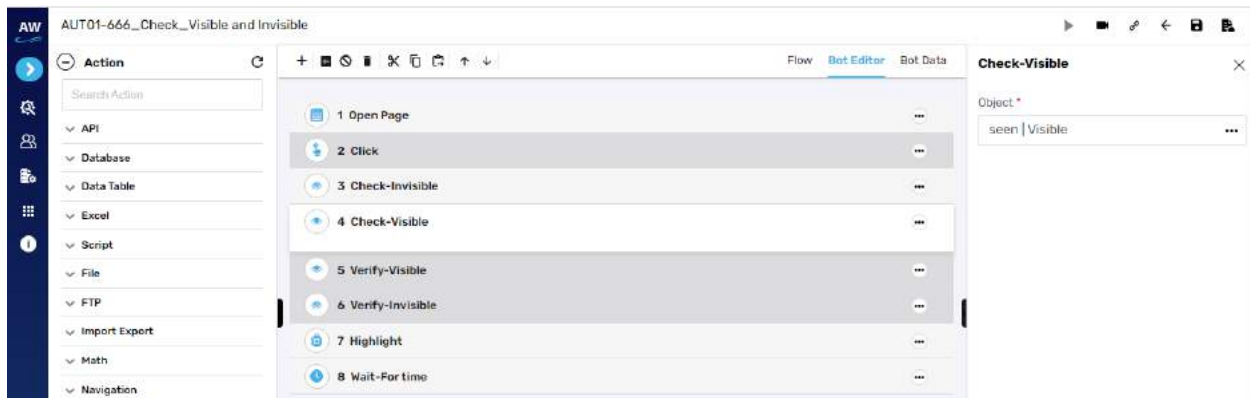 AW
AUT01-666_Check_Visible and Invisible
Action
Search Action
API
Database
Data Table
Excel
Script
File
FTP
Import Export
Math
Navigation
Flow Bot Editor Bot Data
1 Open Page
2 Click
3 Check-Invisible
4 Check-Visible
5 Verify-Visible
6 Verify-Invisible
7 Highlight
8 Wait-For time
Check-Visible
Object *
seen | Visible